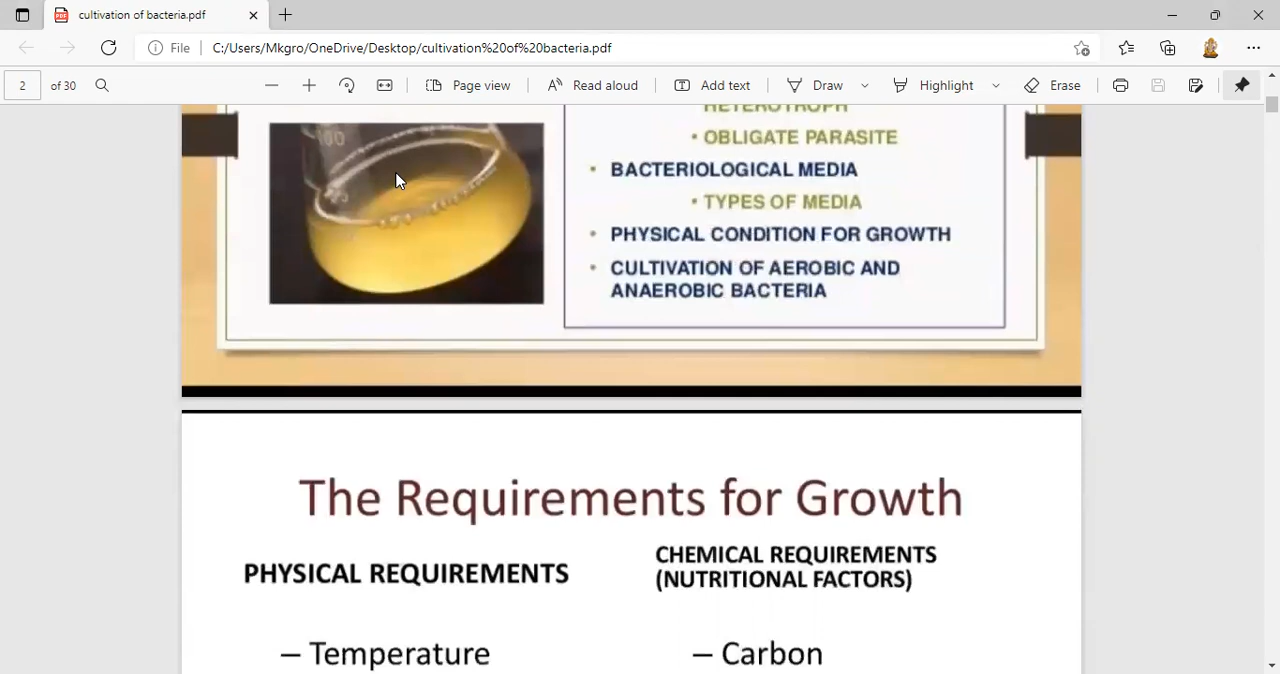 cultivation of bacteria.pdf
File
C:/Users/Mkgro/OneDrive/Desktop/cultivation%20of%20bacteria.pdf
2 of 30
Page view
Read aloud
Add text
Draw
Highlight
Erase
HETEROTROPH
• OBLIGATE PARASITE
• BACTERIOLOGICAL MEDIA
• TYPES OF MEDIA
• PHYSICAL CONDITION FOR GROWTH
• CULTIVATION OF AEROBIC AND
ANAEROBIC BACTERIA
The Requirements for Growth
PHYSICAL REQUIREMENTS
– Temperature
CHEMICAL REQUIREMENTS
(NUTRITIONAL FACTORS)
– Carbon